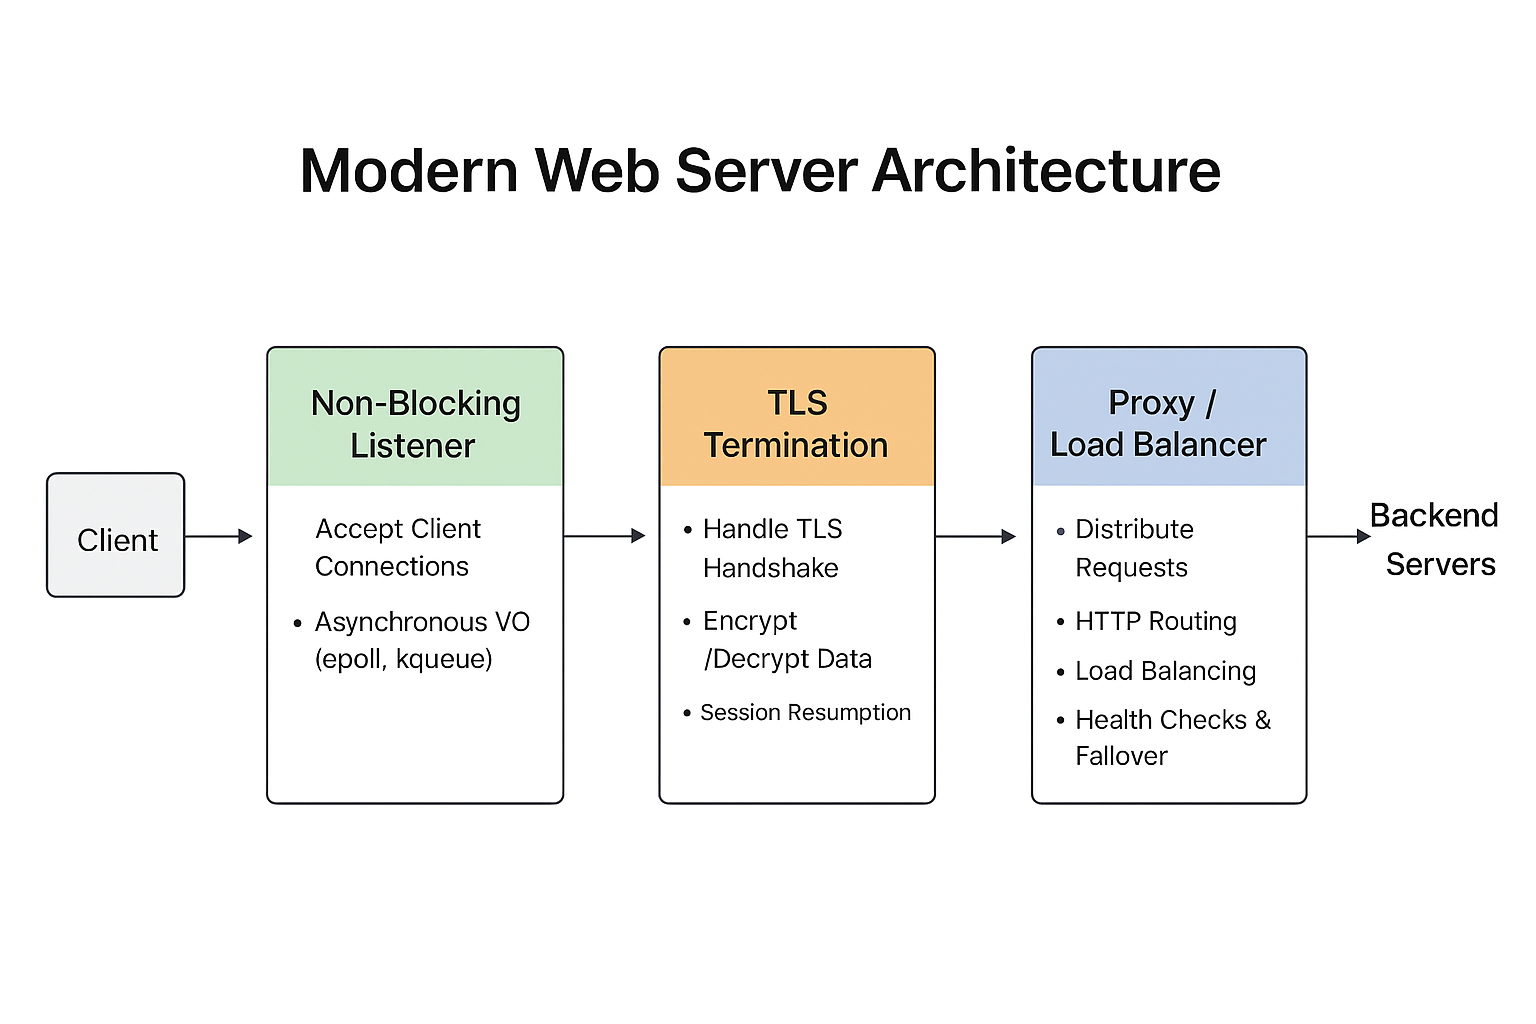 Modern Web Server Architecture
Client
Non-Blocking
Listener
Accept Client
Connections
• Asynchronous VO
(epoll, kqueue)
TLS
Termination
• Handle TLS
Handshake
• Encrypt
/Decrypt Data
• Session Resumption
Proxy /
Load Balancer
• Distribute
Requests
• HTTP Routing
• Load Balancing
• Health Checks &
Fallover
Backend
Servers